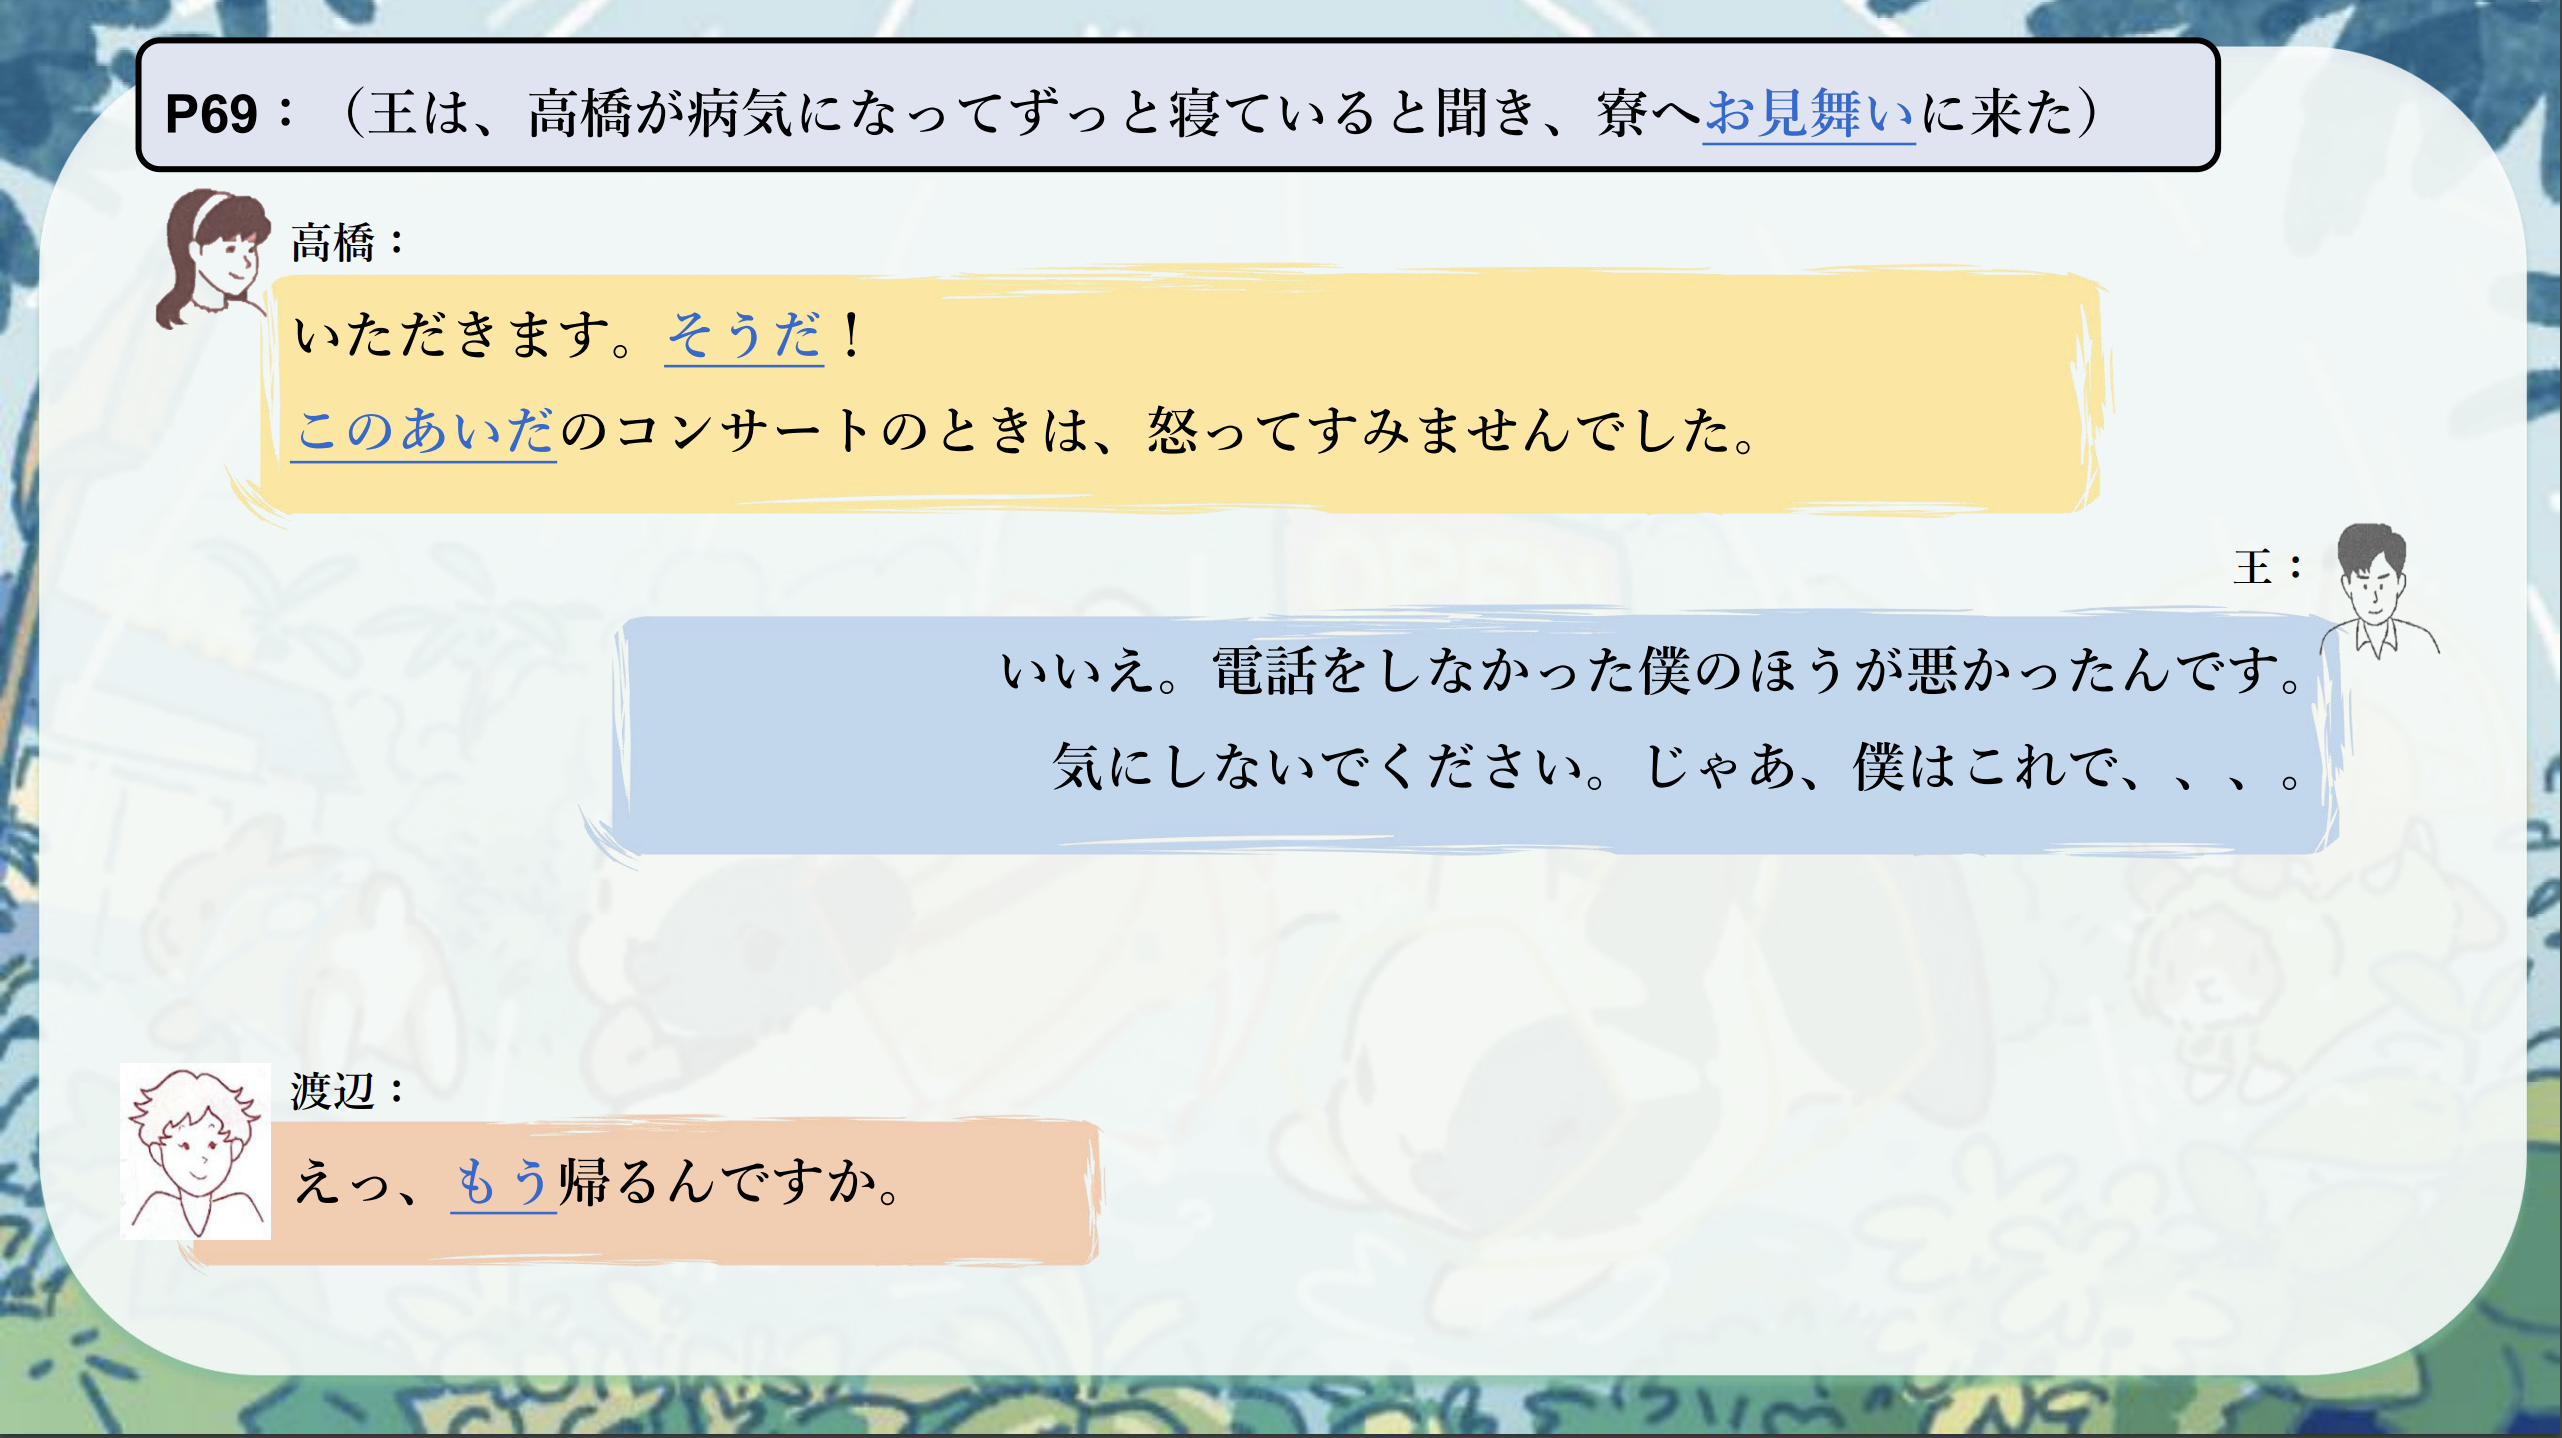 P69：（王は、高橋が病気になってずっと寝ていると聞き、寮へお見舞いに来た）
高橋：
いただきます。そうだ！
このあいだのコンサートのときは、怒ってすみませんでした。
王：
いいえ。電話をしなかった僕のほうが悪かったんです。
気にしないでください。じゃあ、僕はこれで、、、。
渡辺：
えっ、もう帰るんですか。